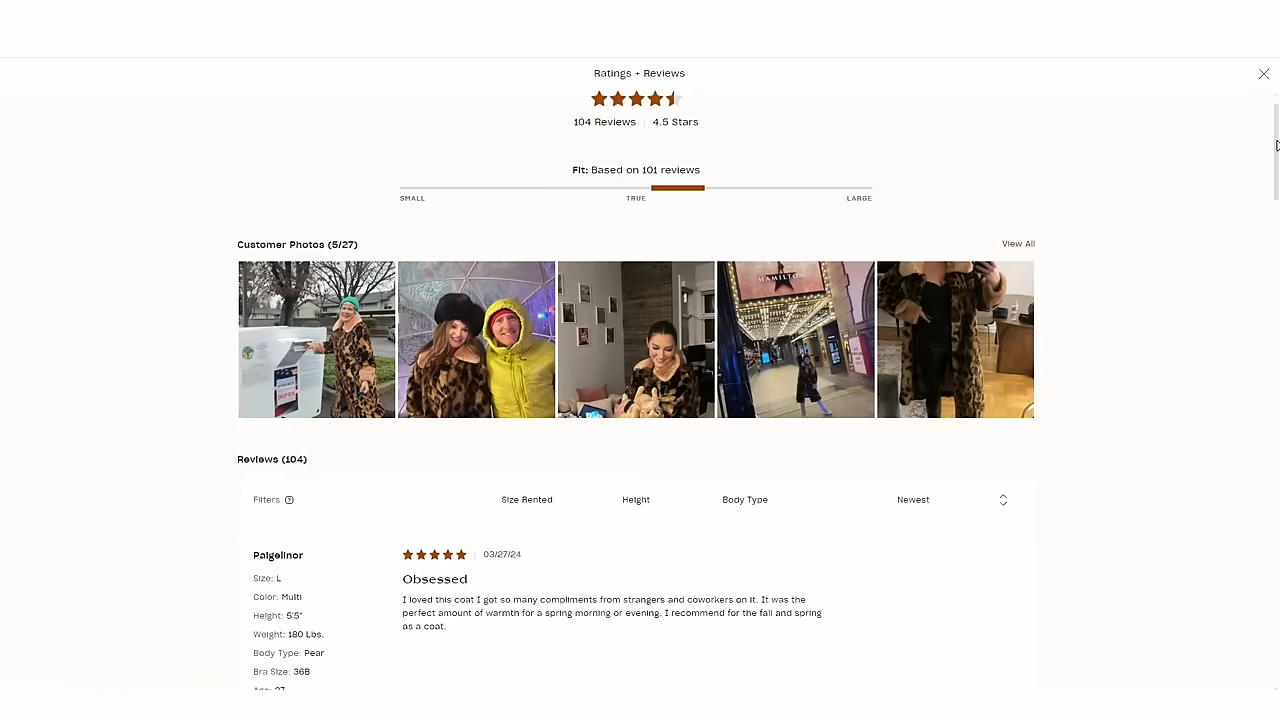 Ratings + Reviews
104 Reviews | 4.5 Stars
Fit: Based on 101 reviews
SMALL TRUE LARGE
Customer Photos (5/27) View All
HAMILTON
Reviews (104)
Filters Size Rented Height Body Type Newest
Paigelinor 03/27/24
Size: L Obsessed
Color: Multi I loved this coat I got so many compliments from strangers and coworkers on it. It was the
Height: 5'5" perfect amount of warmth for a spring morning or evening. I recommend for the fall and spring
as a coat.
Weight: 180 Lbs.
Body Type: Pear
Bra Size: 36B